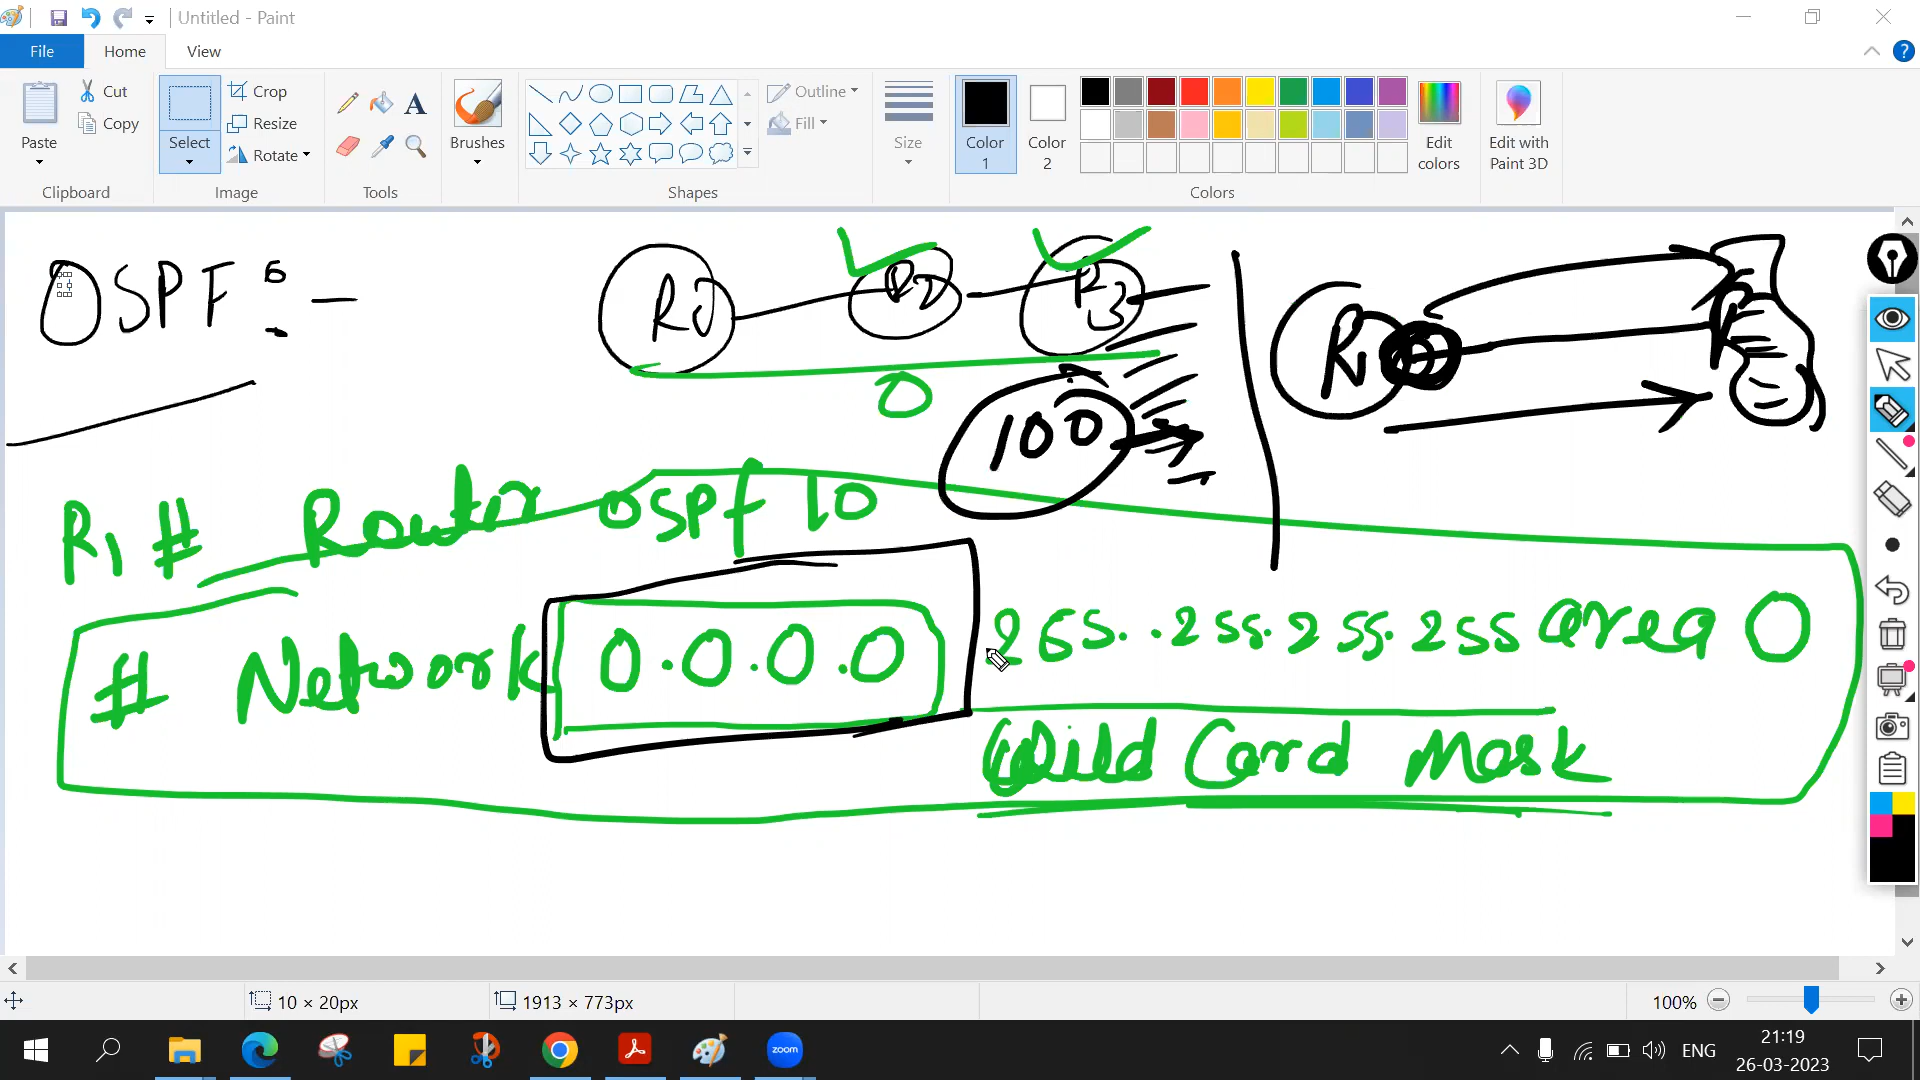 Untitled - Paint
File
Home
View
Paste
Cut
Copy
Clipboard
Select
Crop
Resize
Rotate
Image
A
Tools
Brushes
Outline
Fill
Shapes
Size
Color 1
Color 2
Edit colors
Colors
Edit with Paint 3D
OSPF : -
R1
R2
R3
R1
0
100
R1 # Router ospf 10
# Network 0.0.0.0 255..255.255.255 area 0
Wild Card Mask
10 × 20px
1913 × 773px
100%
zoom
ENG
21:19
26-03-2023